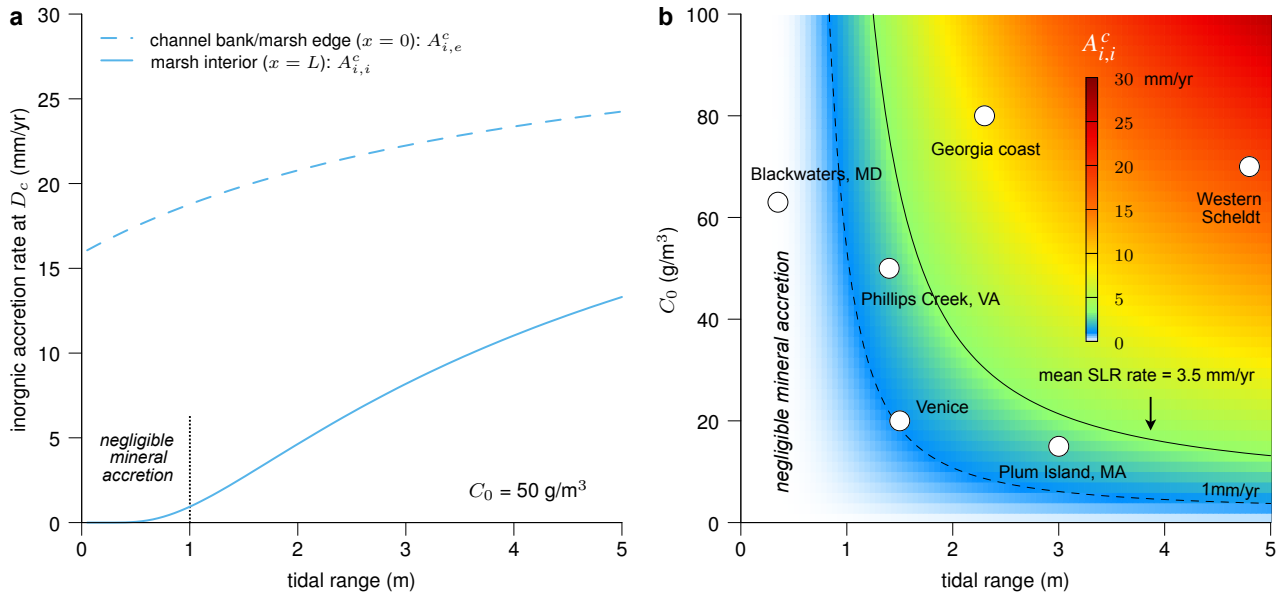 a
30
25
20
15
10
5
0
inorgnic accretion rate at D_c (mm/yr)
channel bank/marsh edge (x = 0): A^c_{i,e}
marsh interior (x = L): A^c_{i,i}
negligible
mineral
accretion
C_0 = 50 g/m³
0 1 2 3 4 5
tidal range (m)
b
100
80
60
40
20
0
C_0 (g/m³)
A^c_{i,i}
30 mm/yr
25
20
15
10
5
0
Georgia coast
Blackwaters, MD
Western
Scheldt
negligible mineral accretion
Phillips Creek, VA
mean SLR rate = 3.5 mm/yr
Venice
Plum Island, MA
1mm/yr
0 1 2 3 4 5
tidal range (m)